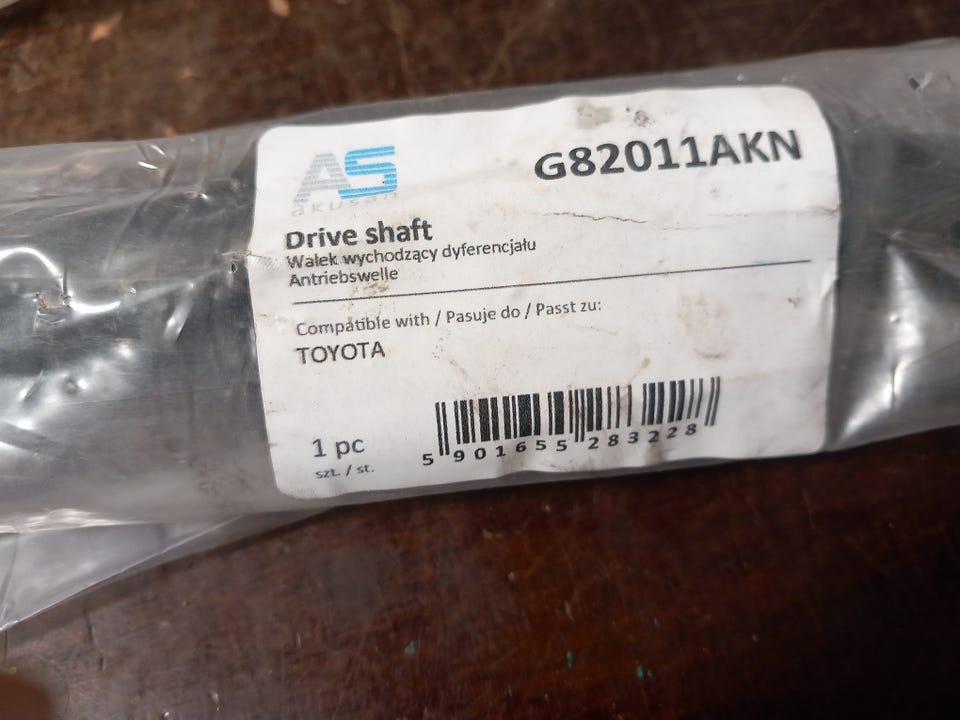 AS
akusan
G82011AKN
Drive shaft
Wałek wychodzący dyferencjału
Antriebswelle
Compatible with / Pasuje do / Passt zu:
TOYOTA
1 pc
szt. / st.
5 901655 283228